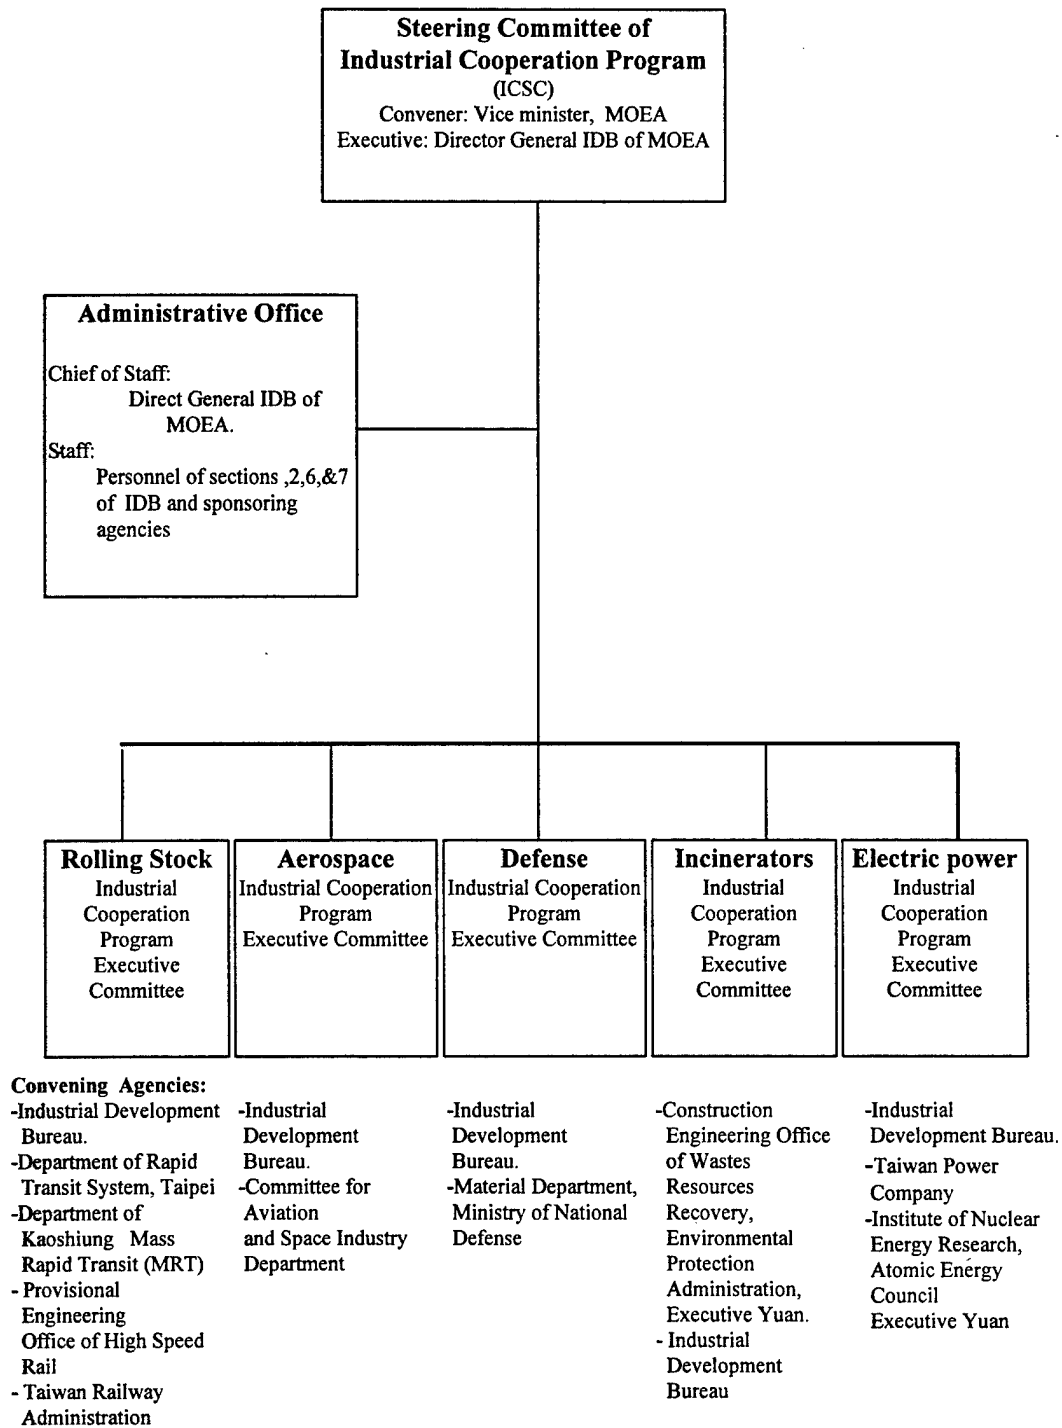 Steering Committee of
Industrial Cooperation Program
(ICSC)
Convener: Vice minister, MOEA
Executive: Director General IDB of MOEA
Administrative Office
Chief of Staff:
Direct General IDB of
MOEA.
Staff:
Personnel of sections ,2,6,&7
of IDB and sponsoring
agencies
Rolling Stock
Industrial
Cooperation
Program
Executive
Committee
Aerospace
Industrial Cooperation
Program
Executive Committee
Defense
Industrial Cooperation
Program
Executive Committee
Incinerators
Industrial
Cooperation
Program
Executive
Committee
Electric power
Industrial
Cooperation
Program
Executive
Committee
Convening Agencies:
-Industrial Development
Bureau.
-Department of Rapid
Transit System, Taipei
-Department of
Kaoshiung Mass
Rapid Transit (MRT)
- Provisional
Engineering
Office of High Speed
Rail
- Taiwan Railway
Administration
-Industrial
Development
Bureau.
-Committee for
Aviation
and Space Industry
Department
-Industrial
Development
Bureau.
-Material Department,
Ministry of National
Defense
-Construction
Engineering Office
of Wastes
Resources
Recovery,
Environmental
Protection
Administration,
Executive Yuan.
- Industrial
Development
Bureau
-Industrial
Development Bureau.
-Taiwan Power
Company
-Institute of Nuclear
Energy Research,
Atomic Energy
Council
Executive Yuan